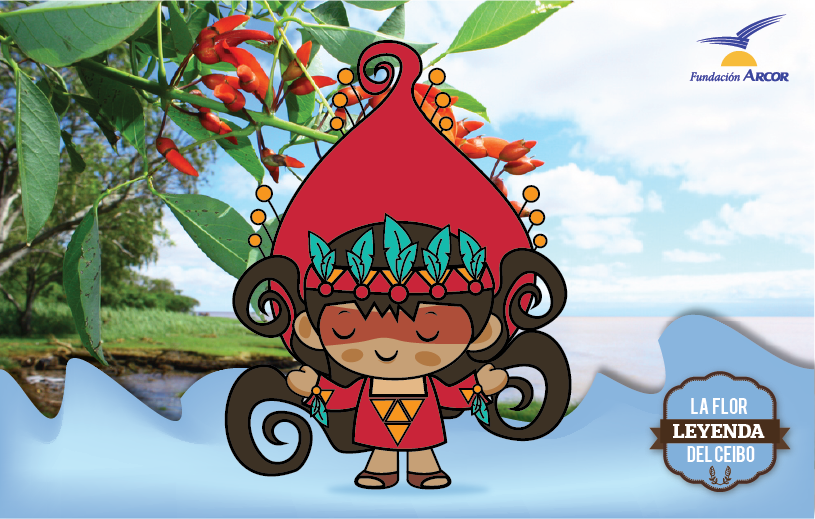 Fundación ARCOR
LA FLOR
LEYENDA
DEL CEIBO